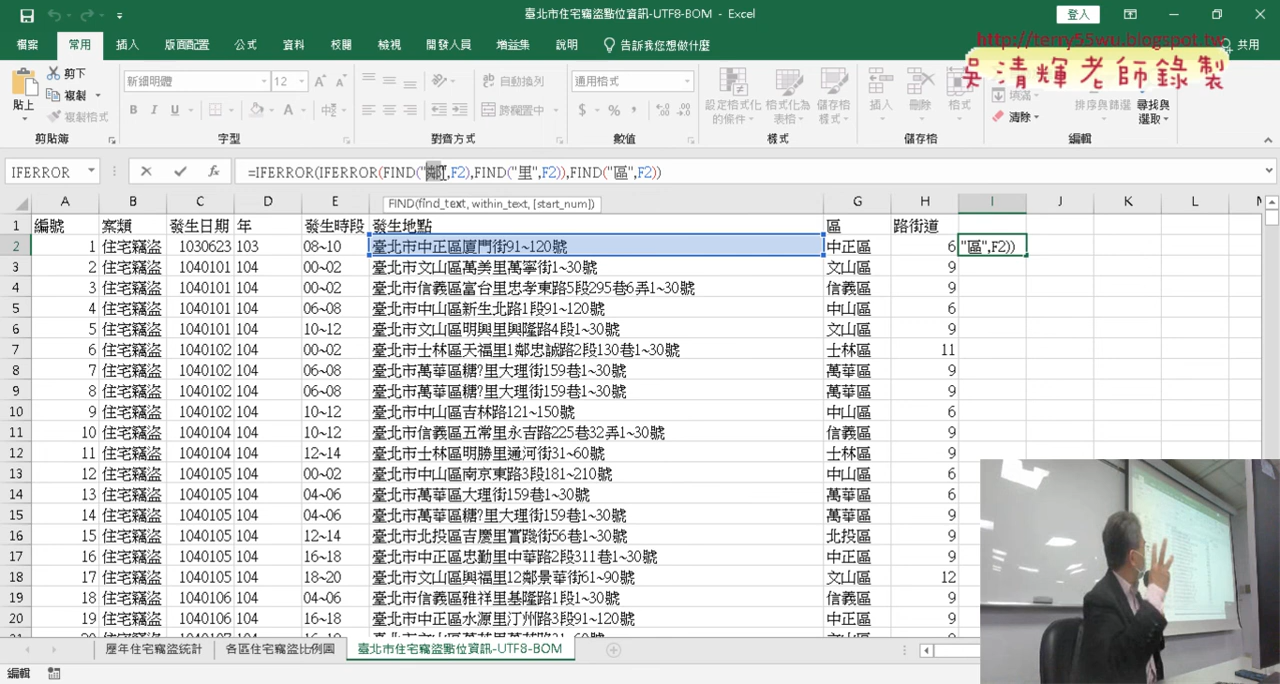 臺北市住宅竊盜點位資訊-UTF8-BOM - Excel
登入
檔案 常用 插入 版面配置 公式 資料 校閱 檢視 開發人員 增益集 說明 告訴我您想做什麼 共用
http://terry55wu.blogspot.tw
吳清輝老師錄製
貼上 剪下 複製 複製格式 剪貼簿
新細明體 12 B I U 字型
自動換列 跨欄置中 對齊方式
通用格式 $ % 數值
設定格式化的條件 格式化為表格 儲存格樣式 樣式
插入 刪除 格式 儲存格
填滿 清除 排序與篩選 尋找與選取 編輯
IFERROR =IFERROR(IFERROR(FIND("鄰",F2),FIND("里",F2)),FIND("區",F2))
FIND(find_text, within_text, [start_num])
A B C D E G H I J K L
1 編號 案類 發生日期 年 發生時段 發生地點 區 路街道
2 1 住宅竊盜 1030623 103 08~10 臺北市中正區廈門街91~120號 中正區 6 "區",F2))
3 2 住宅竊盜 1040101 104 00~02 臺北市文山區萬美里萬寧街1~30號 文山區 9
4 3 住宅竊盜 1040101 104 00~02 臺北市信義區富台里忠孝東路5段295巷6弄1~30號 信義區 9
5 4 住宅竊盜 1040101 104 06~08 臺北市中山區新生北路1段91~120號 中山區 6
6 5 住宅竊盜 1040101 104 10~12 臺北市文山區明興里興隆路4段1~30號 文山區 9
7 6 住宅竊盜 1040102 104 00~02 臺北市士林區天福里1鄰忠誠路2段130巷1~30號 士林區 11
8 7 住宅竊盜 1040102 104 06~08 臺北市萬華區糖?里大理街159巷1~30號 萬華區 9
9 8 住宅竊盜 1040102 104 06~08 臺北市萬華區糖?里大理街159巷1~30號 萬華區 9
10 9 住宅竊盜 1040102 104 10~12 臺北市中山區吉林路121~150號 中山區 6
11 10 住宅竊盜 1040104 104 10~12 臺北市信義區五常里永吉路225巷32弄1~30號 信義區 9
12 11 住宅竊盜 1040104 104 12~14 臺北市士林區明勝里通河街31~60號 士林區 9
13 12 住宅竊盜 1040105 104 00~02 臺北市中山區南京東路3段181~210號 中山區 6
14 13 住宅竊盜 1040105 104 04~06 臺北市萬華區大理街159巷1~30號 萬華區 6
15 14 住宅竊盜 1040105 104 04~06 臺北市萬華區糖?里大理街159巷1~30號 萬華區 9
16 15 住宅竊盜 1040105 104 12~14 臺北市北投區吉慶里實踐街56巷1~30號 北投區 9
17 16 住宅竊盜 1040105 104 16~18 臺北市中正區忠勤里中華路2段311巷1~30號 中正區 9
18 17 住宅竊盜 1040105 104 18~20 臺北市文山區興福里12鄰景華街61~90號 文山區 12
19 18 住宅竊盜 1040106 104 04~06 臺北市信義區雅祥里基隆路1段1~30號 信義區 9
20 19 住宅竊盜 1040106 104 16~18 臺北市中正區水源里汀州路3段91~120號 中正區 9
歷年住宅竊盜統計 各區住宅竊盜比例圖 臺北市住宅竊盜點位資訊-UTF8-BOM
編輯